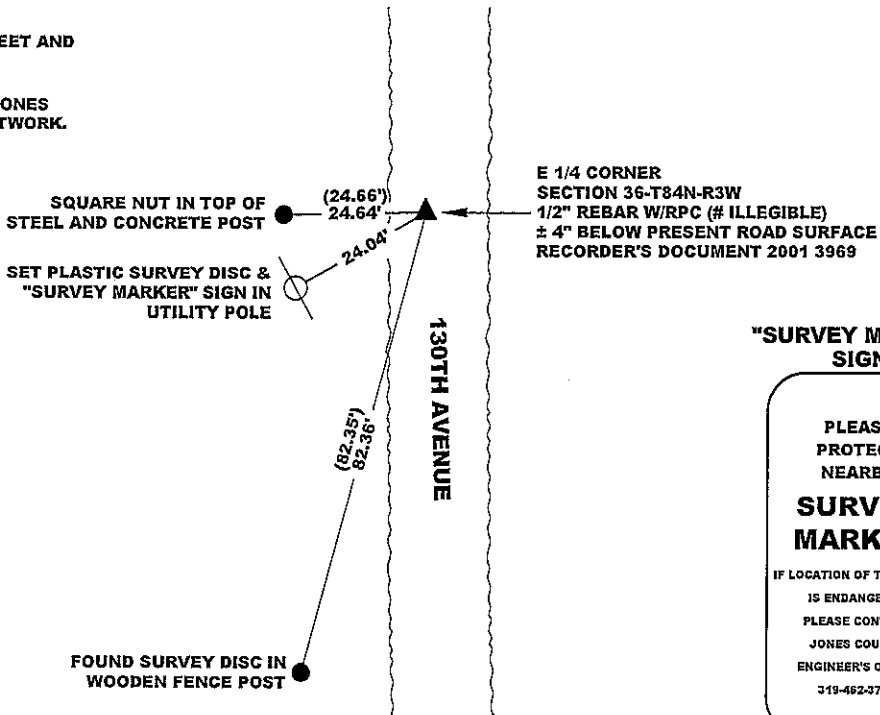 EET AND
ONES
TWORK.
SQUARE NUT IN TOP OF
STEEL AND CONCRETE POST
(24.66')
24.64'
E 1/4 CORNER
SECTION 36-T84N-R3W
1/2" REBAR W/RPC (# ILLEGIBLE)
± 4" BELOW PRESENT ROAD SURFACE
RECORDER'S DOCUMENT 2001 3969
SET PLASTIC SURVEY DISC &
"SURVEY MARKER" SIGN IN
UTILITY POLE
24.04'
130TH AVENUE
(82.35')
82.36'
FOUND SURVEY DISC IN
WOODEN FENCE POST
"SURVEY M
SIGN
PLEAS
PROTEC
NEARB
SURV
MARK
IF LOCATION OF T
IS ENDANGE
PLEASE CON
JONES COU
ENGINEER'S O
319-462-37